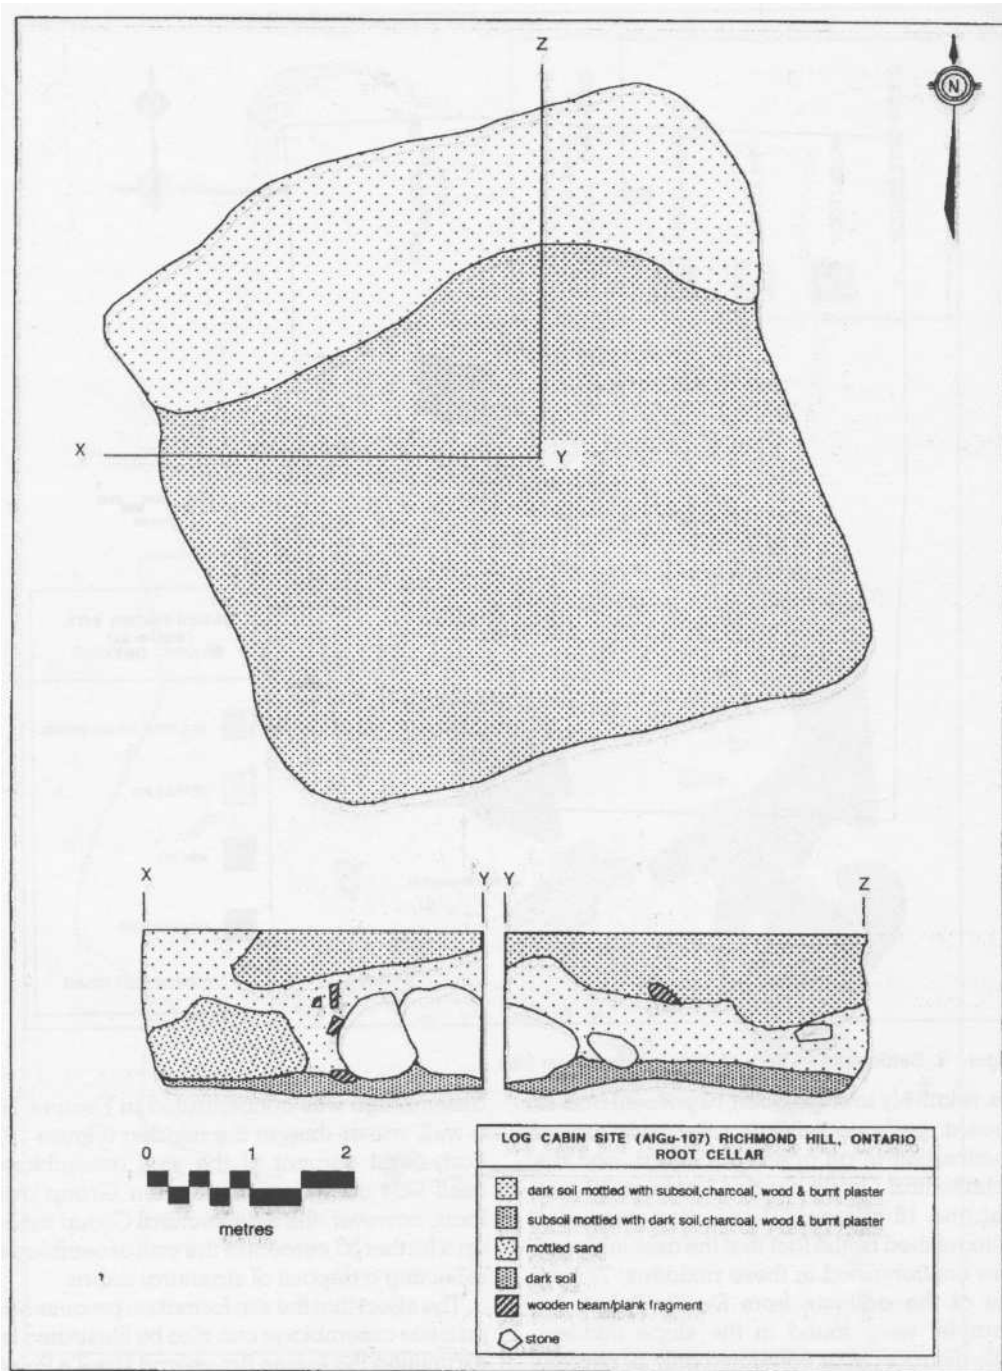 Z
N
X
Y
X
Y
Y
Z
0
1
2
metres
LOG CABIN SITE (AlGu-107) RICHMOND HILL, ONTARIO
ROOT CELLAR
dark soil mottled with subsoil,charcoal, wood & burnt plaster
subsoil mottled with dark soil,charcoal, wood & burnt plaster
mottled sand
dark soil
wooden beam/plank fragment
stone